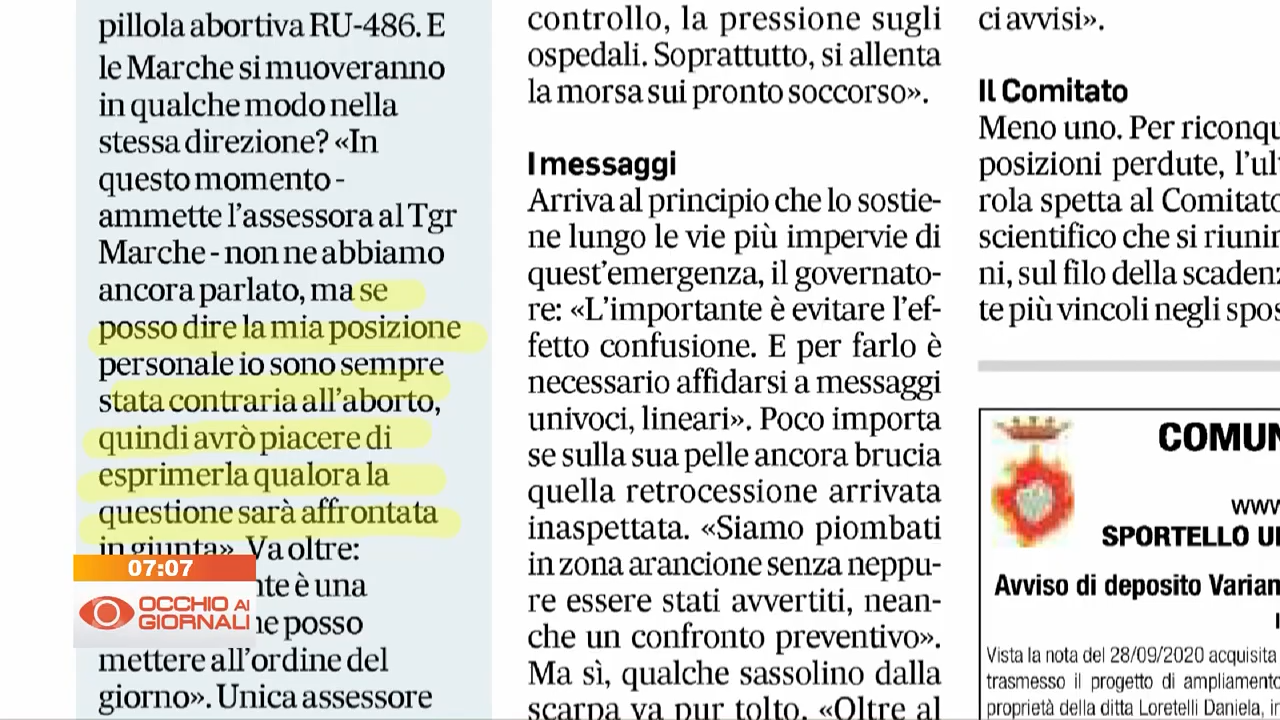 pillola abortiva RU-486. E
le Marche si muoveranno
in qualche modo nella
stessa direzione? «In
questo momento -
ammette l'assessora al Tgr
Marche - non ne abbiamo
ancora parlato, ma se
posso dire la mia posizione
personale io sono sempre
stata contraria all'aborto,
quindi avrò piacere di
esprimerla qualora la
questione sarà affrontata
in giunta». Va oltre:
è una
posso
mettere all'ordine del
giorno». Unica assessore
controllo, la pressione sugli
ospedali. Soprattutto, si allenta
la morsa sui pronto soccorso».
I messaggi
Arriva al principio che lo sostie-
ne lungo le vie più impervie di
quest'emergenza, il governato-
re: «L'importante è evitare l'ef-
fetto confusione. E per farlo è
necessario affidarsi a messaggi
univoci, lineari». Poco importa
se sulla sua pelle ancora brucia
quella retrocessione arrivata
inaspettata. «Siamo piombati
in zona arancione senza neppu-
re essere stati avvertiti, nean-
che un confronto preventivo».
Ma sì, qualche sassolino dalla
scarpa va pur tolto. «Oltre al
ci avvisi».
Il Comitato
Meno uno. Per riconqu
posizioni perdute, l'ul
rola spetta al Comitato
scientifico che si riunir
ni, sul filo della scadenz
te più vincoli negli spos
COMUN
www.
SPORTELLO U
Avviso di deposito Varian
Vista la nota del 28/09/2020 acquisita
trasmesso il progetto di ampliamento
proprietà della ditta Loretelli Daniela, in
07:07
OCCHIO AI
GIORNALI